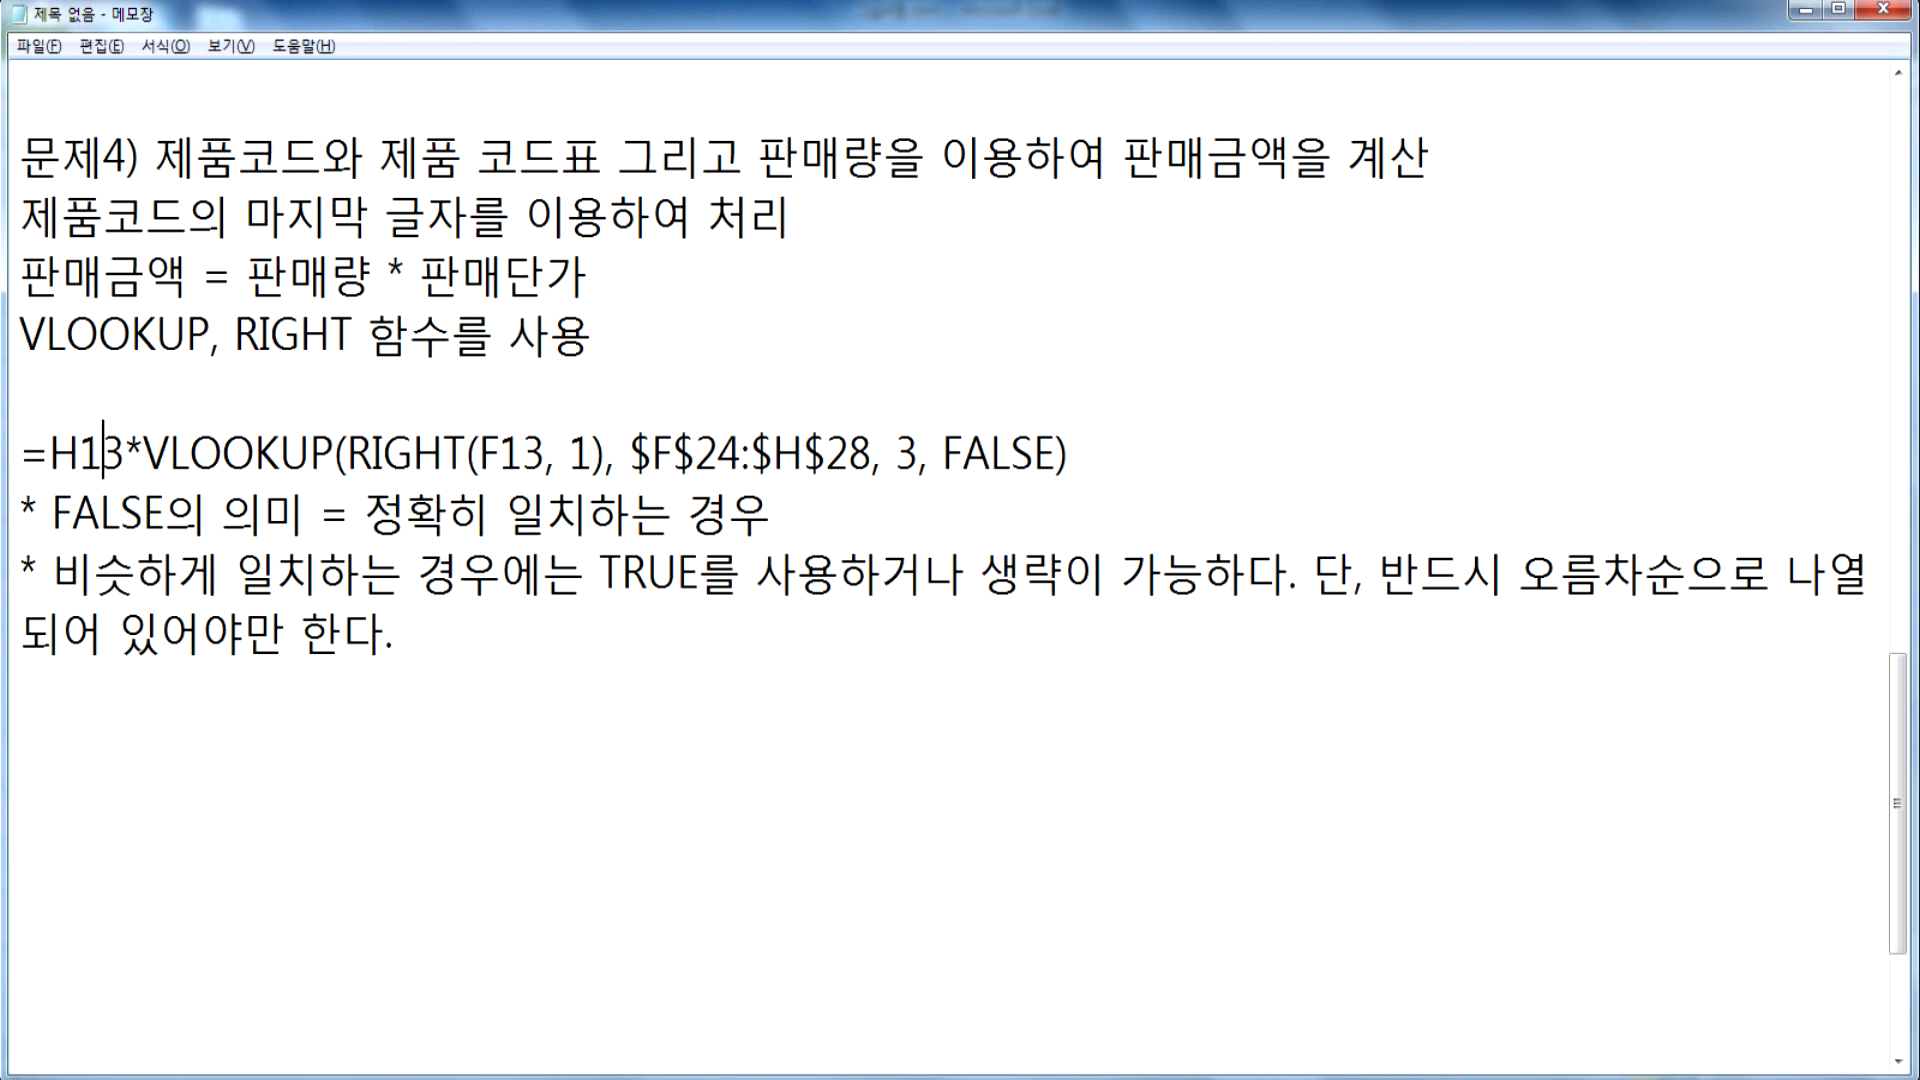 제목 없음 - 메모장
파일(F) 편집(E) 서식(O) 보기(V) 도움말(H)
문제4) 제품코드와 제품 코드표 그리고 판매량을 이용하여 판매금액을 계산
제품코드의 마지막 글자를 이용하여 처리
판매금액 = 판매량 * 판매단가
VLOOKUP, RIGHT 함수를 사용
=H13*VLOOKUP(RIGHT(F13, 1), $F$24:$H$28, 3, FALSE)
* FALSE의 의미 = 정확히 일치하는 경우
* 비슷하게 일치하는 경우에는 TRUE를 사용하거나 생략이 가능하다. 단, 반드시 오름차순으로 나열
되어 있어야만 한다.